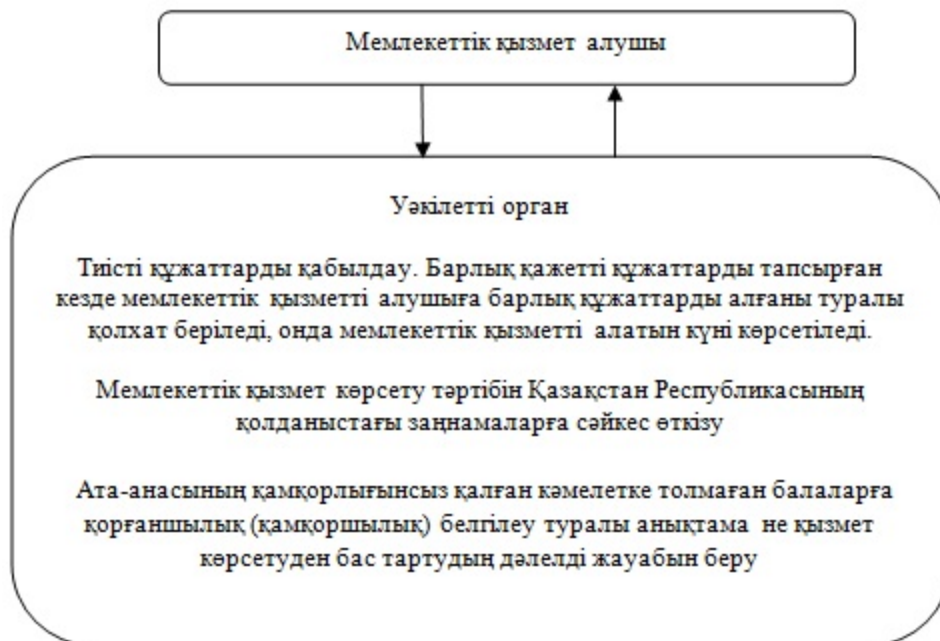 Мемлекеттік қызмет алушы
Уәкілетті орган
Тиісті құжаттарды қабылдау. Барлық қажетті құжаттарды тапсырған
кезде мемлекеттік қызметті алушыға барлық құжаттарды алғаны туралы
қолхат беріледі, онда мемлекеттік қызметті алатын күні көрсетіледі.
Мемлекеттік қызмет көрсету тәртібін Қазақстан Республикасының
қолданыстағы заңнамаларға сәйкес өткізу
Ата-анасының қамқорлығынсыз қалған кәмелетке толмаған балаларға
қорғаншылық (қамқоршылық) белгілеу туралы анықтама не қызмет
көрсетуден бас тартудың дәлелді жауабын беру